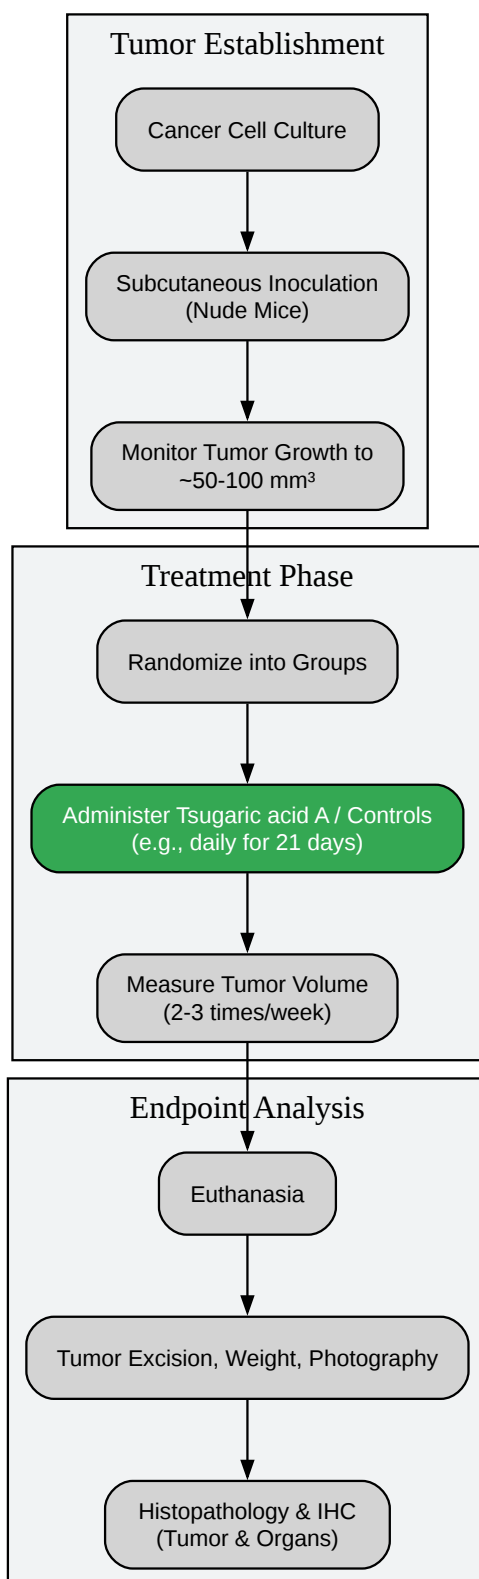 Tumor Establishment
Cancer Cell Culture
Subcutaneous Inoculation
(Nude Mice)
Monitor Tumor Growth to
~50-100 mm³
Treatment Phase
Randomize into Groups
Administer Tsugaric acid A / Controls
(e.g., daily for 21 days)
Measure Tumor Volume
(2-3 times/week)
Endpoint Analysis
Euthanasia
Tumor Excision, Weight, Photography
Histopathology & IHC
(Tumor & Organs)